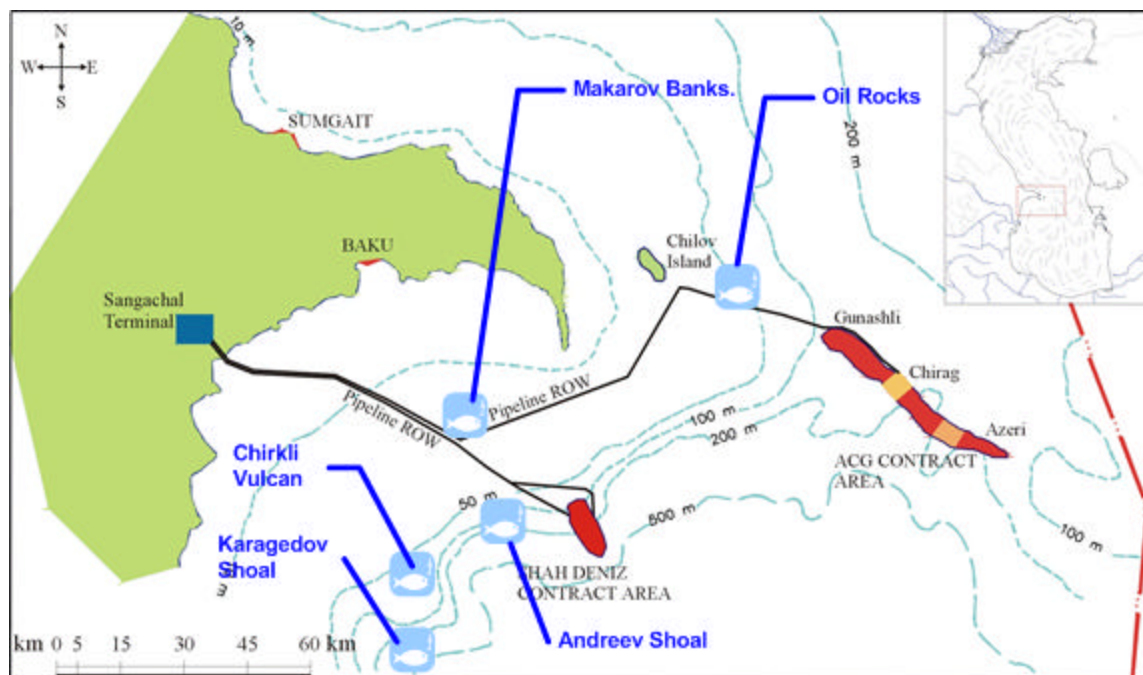 N
W E
S
10 m.
SUMGAIT
Makarov Banks.
Oil Rocks
200 m
BAKU
Chilov
Island
Sangachal
Terminal
Gunashli
Chirag
Pipeline ROW
Pipeline ROW
100 m
200 m
Azeri
ACG CONTRACT
AREA
Chirkli
Vulcan
50 m
500 m
100 m
Karagedov
Shoal
m
SHAH DENIZ
CONTRACT AREA
Andreev Shoal
km 0 5 15 30 45 60 km